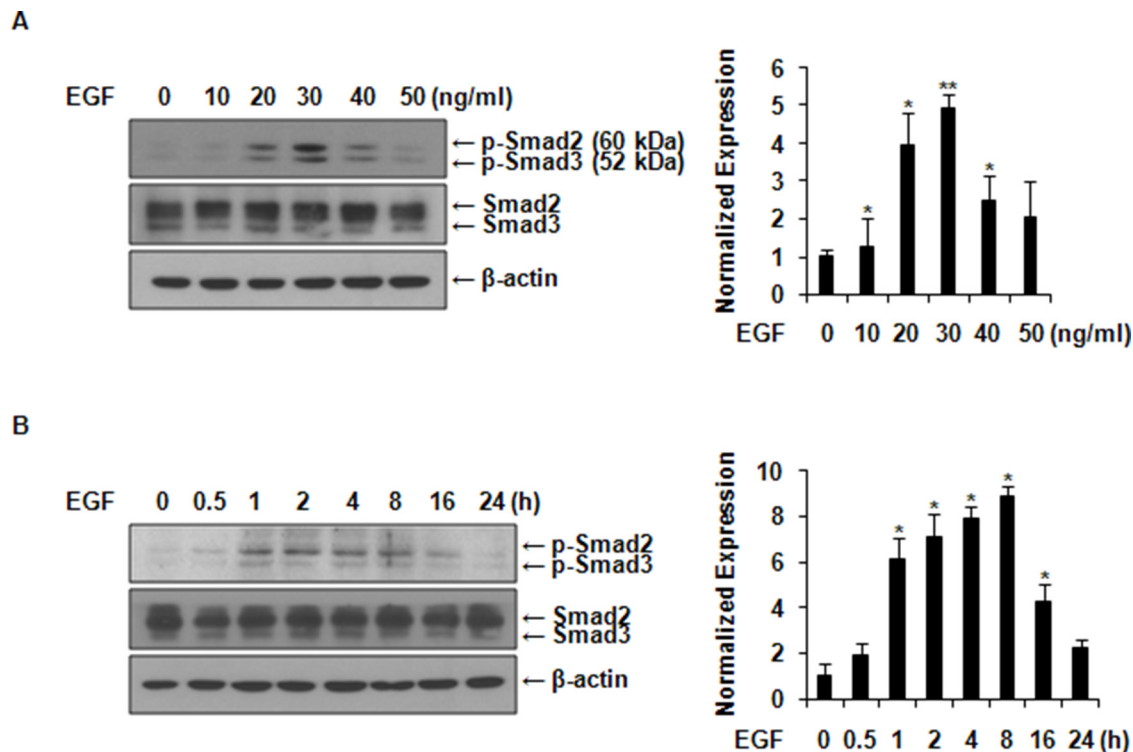 A
EGF 0 10 20 30 40 50 (ng/ml)
← p-Smad2 (60 kDa)
← p-Smad3 (52 kDa)
← Smad2
← Smad3
← β-actin
Normalized Expression
6
5
4
3
2
1
0
* * ** *
EGF 0 10 20 30 40 50 (ng/ml)
B
EGF 0 0.5 1 2 4 8 16 24 (h)
← p-Smad2
← p-Smad3
← Smad2
← Smad3
← β-actin
Normalized Expression
10
8
6
4
2
0
* * * * *
EGF 0 0.5 1 2 4 8 16 24 (h)